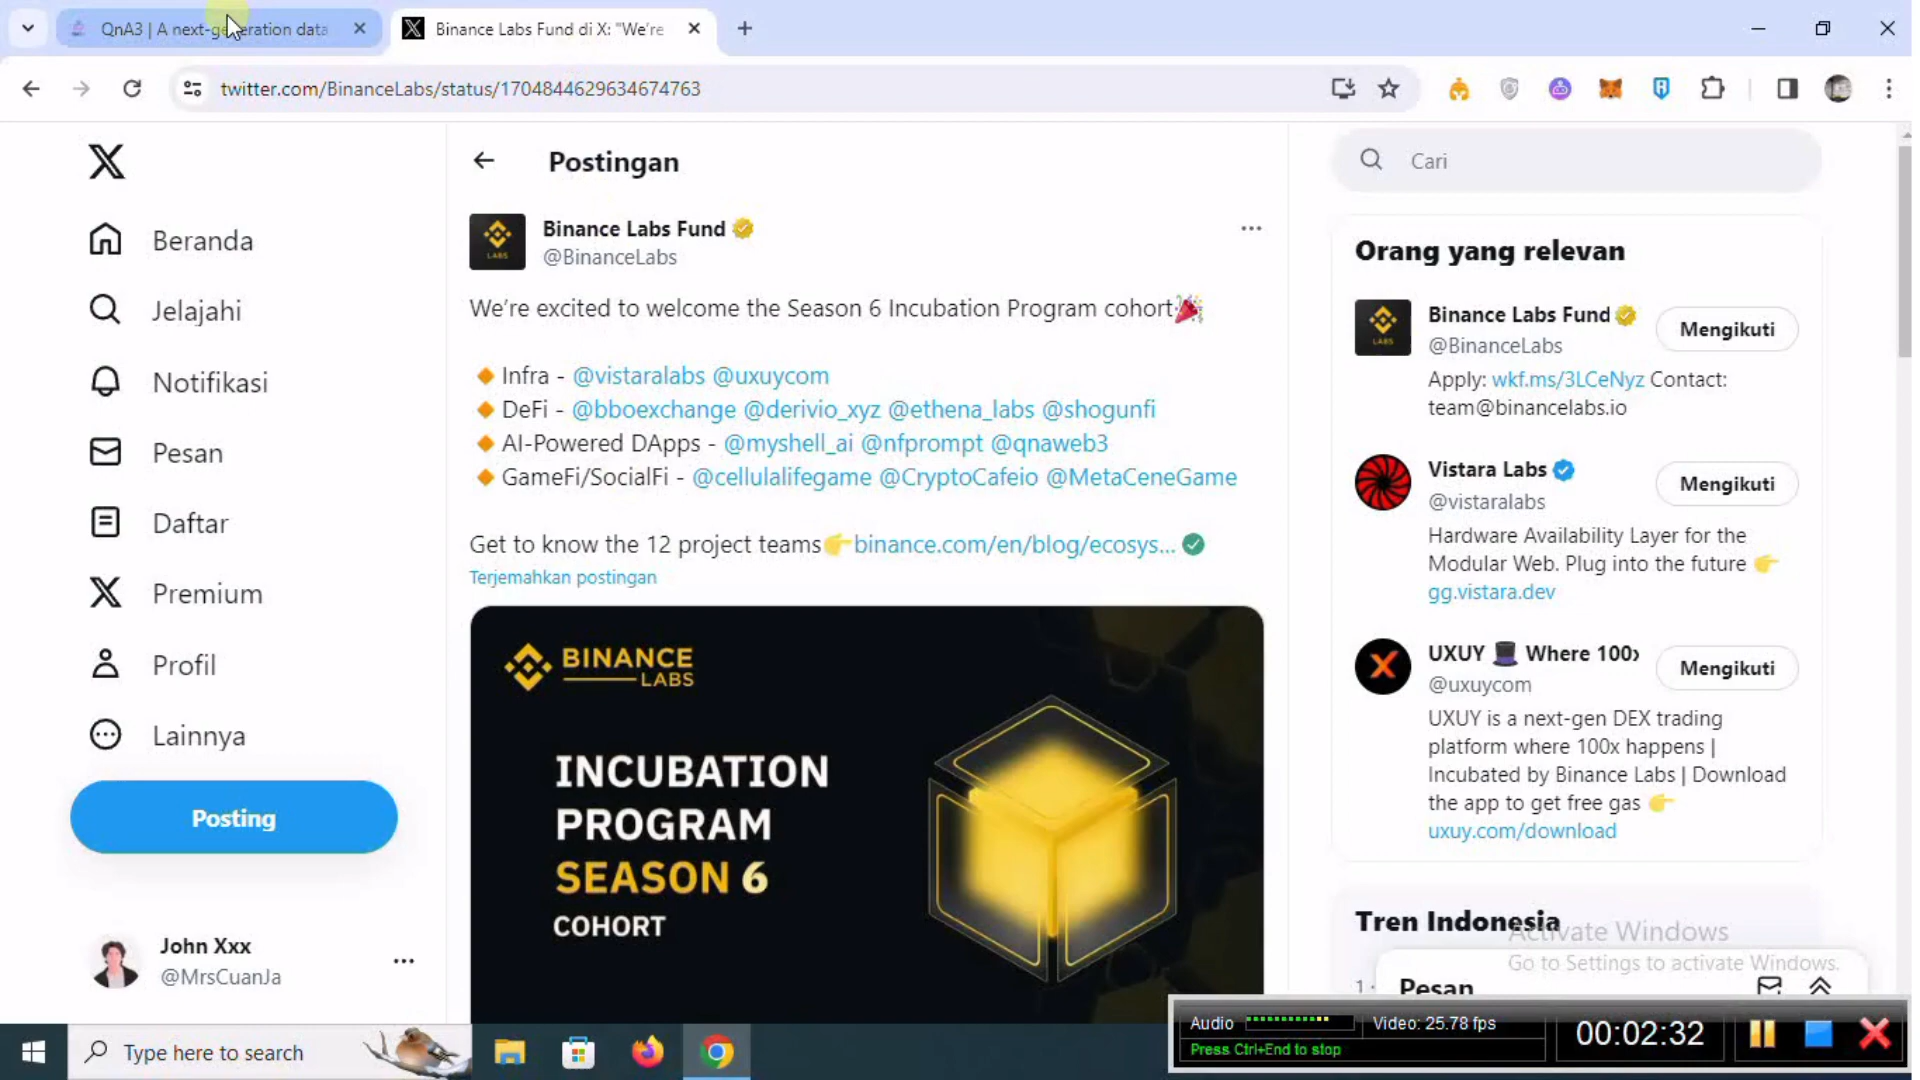 QnA3 | A next-generation data
Binance Labs Fund di X: "We're
twitter.com/BinanceLabs/status/1704844629634674763
Postingan
Cari
Beranda
Jelajahi
Notifikasi
Pesan
Daftar
Premium
Profil
Lainnya
Posting
John Xxx
@MrsCuanJa
Binance Labs Fund
@BinanceLabs
We're excited to welcome the Season 6 Incubation Program cohort
Infra - @vistaralabs @uxuycom
DeFi - @bboexchange @derivio_xyz @ethena_labs @shogunfi
AI-Powered DApps - @myshell_ai @nfprompt @qnaweb3
GameFi/SocialFi - @cellulalifegame @CryptoCafeio @MetaCeneGame
Get to know the 12 project teams binance.com/en/blog/ecosys...
Terjemahkan postingan
BINANCE
LABS
INCUBATION
PROGRAM
SEASON 6
COHORT
Orang yang relevan
Binance Labs Fund
@BinanceLabs
Mengikuti
Apply: wkf.ms/3LCeNyz Contact:
team@binancelabs.io
Vistara Labs
@vistaralabs
Mengikuti
Hardware Availability Layer for the
Modular Web. Plug into the future
gg.vistara.dev
UXUY Where 100x
@uxuycom
Mengikuti
UXUY is a next-gen DEX trading
platform where 100x happens |
Incubated by Binance Labs | Download
the app to get free gas
uxuy.com/download
Tren Indonesia
Activate Windows
Go to Settings to activate Windows.
1 ·
Pesan
Type here to search
Audio
Video: 25.78 fps
Press Ctrl+End to stop
00:02:32